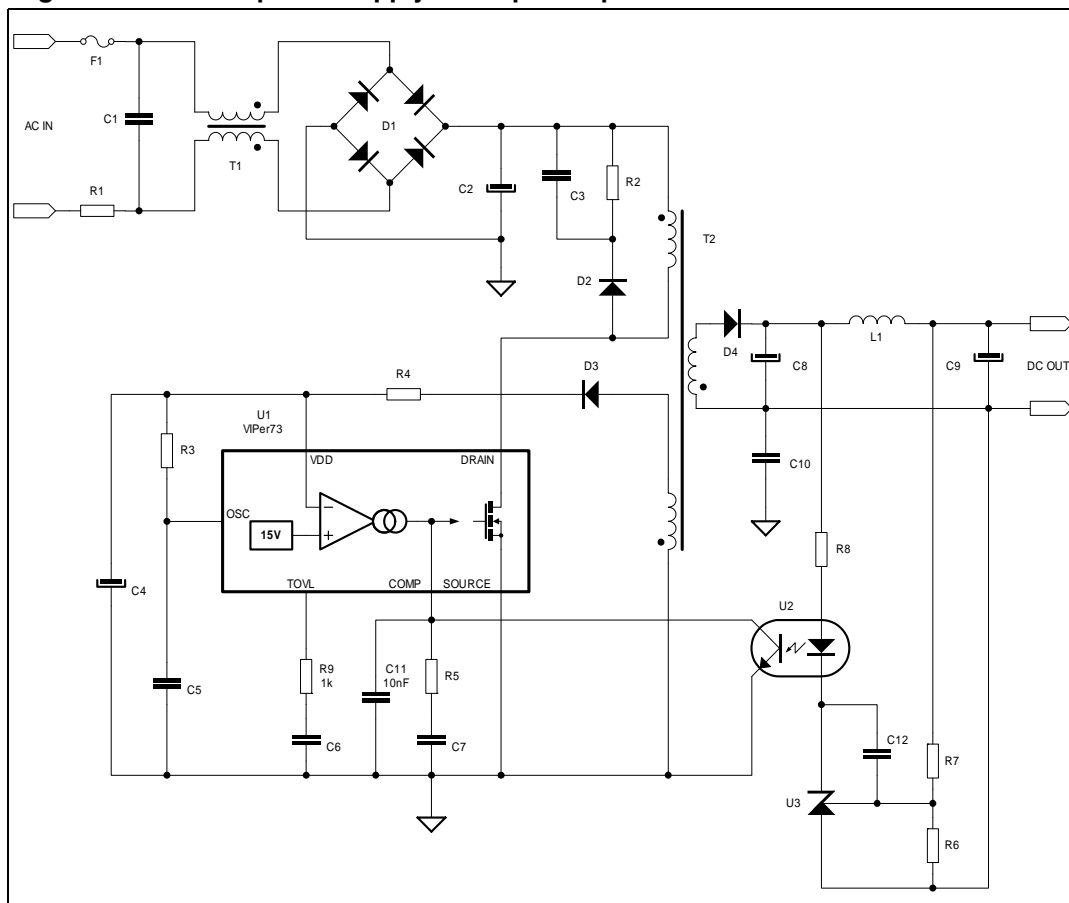 F1
AC IN
C1
R1
T1
D1
C2
C3
R2
D2
T2
D3
R4
D4
C8
L1
C9
DC OUT
C10
U1
VIPer73
R3
VDD
DRAIN
OSC
15V
TOVL
COMP
SOURCE
C4
C5
R9
1k
C6
C11
10nF
R5
C7
R8
U2
C12
U3
R7
R6